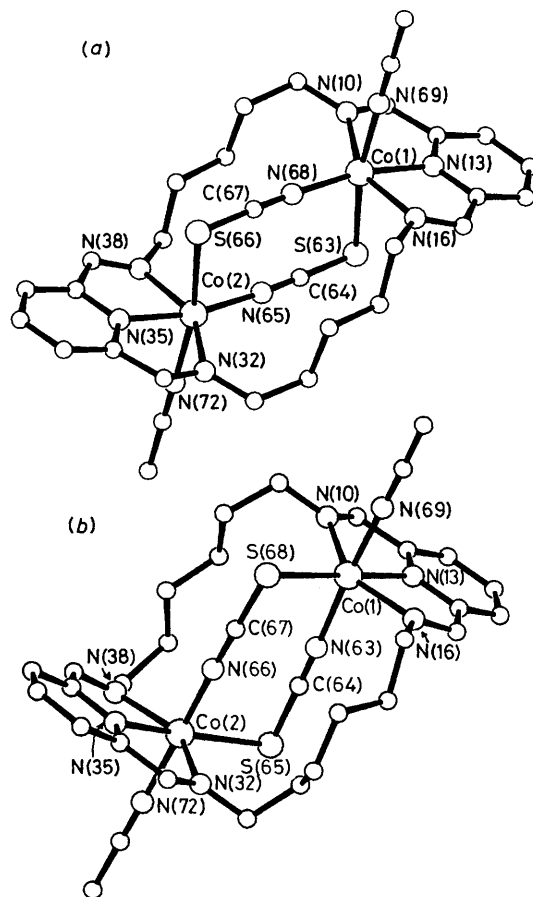 (a)
N(10)
N(69)
Co(1)
N(13)
N(68)
C(67)
N(16)
S(66)
S(63)
N(38)
Co(2)
C(64)
N(65)
N(35)
N(32)
N(72)
(b)
N(10)
N(69)
S(68)
N(13)
Co(1)
C(67)
N(63)
N(16)
N(38)
N(66)
C(64)
Co(2)
S(65)
N(35)
N(32)
N(72)